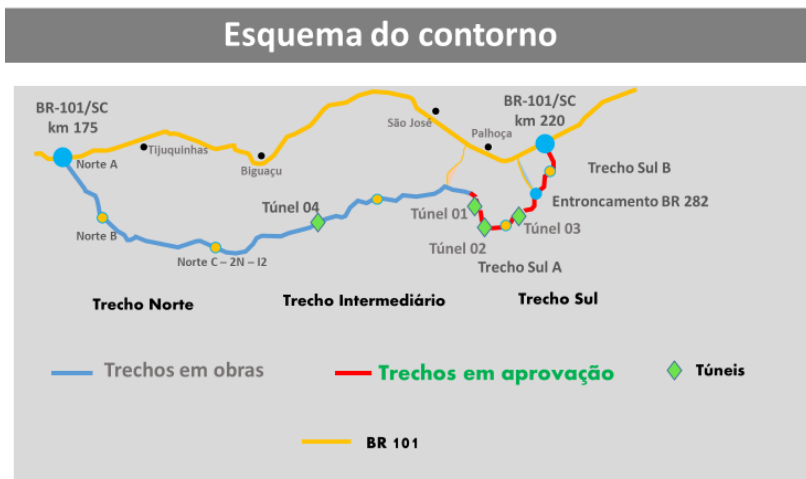 Esquema do contorno
BR-101/SC
km 175
BR-101/SC
km 220
São José
Palhoça
Tijuquinhas
Norte A
Biguaçu
Trecho Sul B
Entroncamento BR 282
Túnel 04
Túnel 01
Túnel 03
Norte B
Túnel 02
Norte C – 2N – I2
Trecho Sul A
Trecho Norte
Trecho Intermediário
Trecho Sul
Trechos em obras
Trechos em aprovação
Túneis
BR 101